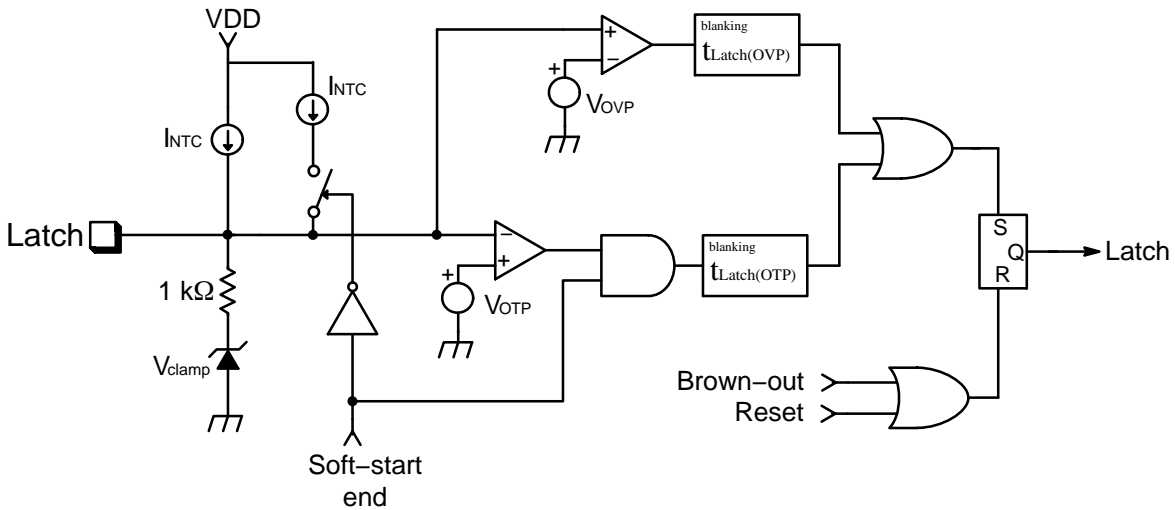 VDD
INTC
INTC
Latch
1 kΩ
Vclamp
Soft−start
end
+
−
+
VOVP
−
+
+
VOTP
blanking
tLatch(OVP)
blanking
tLatch(OTP)
S
Q
R
Latch
Brown−out
Reset